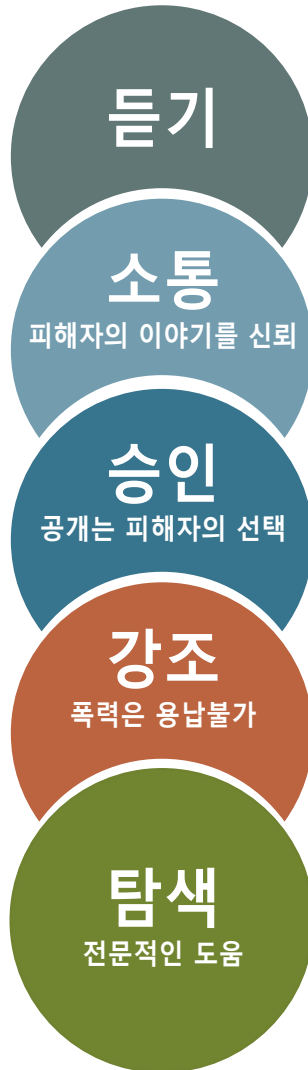 듣기
소통
피해자의 이야기를 신뢰
승인
공개는 피해자의 선택
강조
폭력은 용납불가
탐색
전문적인 도움